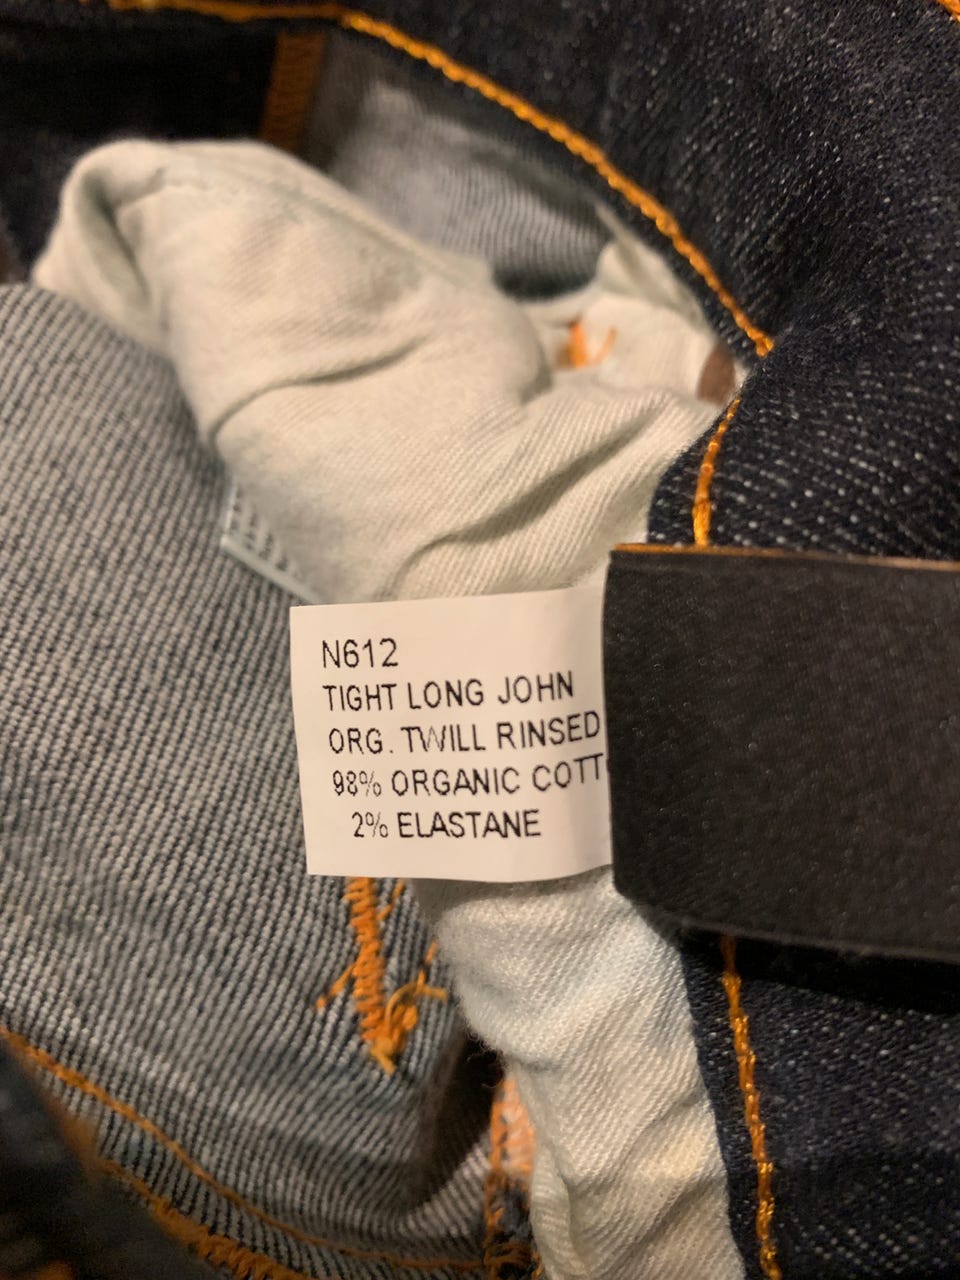 N612
TIGHT LONG JOHN
ORG. TWILL RINSED
98% ORGANIC COTT
2% ELASTANE